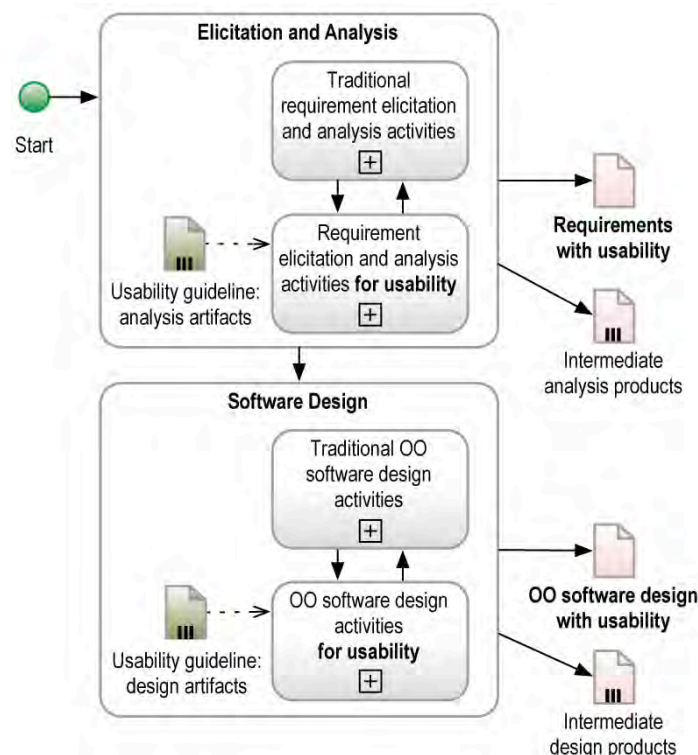 Elicitation and Analysis
Start
Traditional
requirement elicitation
and analysis activities
Requirement
elicitation and analysis
activities for usability
Usability guideline:
analysis artifacts
Requirements
with usability
Intermediate
analysis products
Software Design
Traditional OO
software design
activities
OO software design
activities
for usability
Usability guideline:
design artifacts
OO software design
with usability
Intermediate
design products